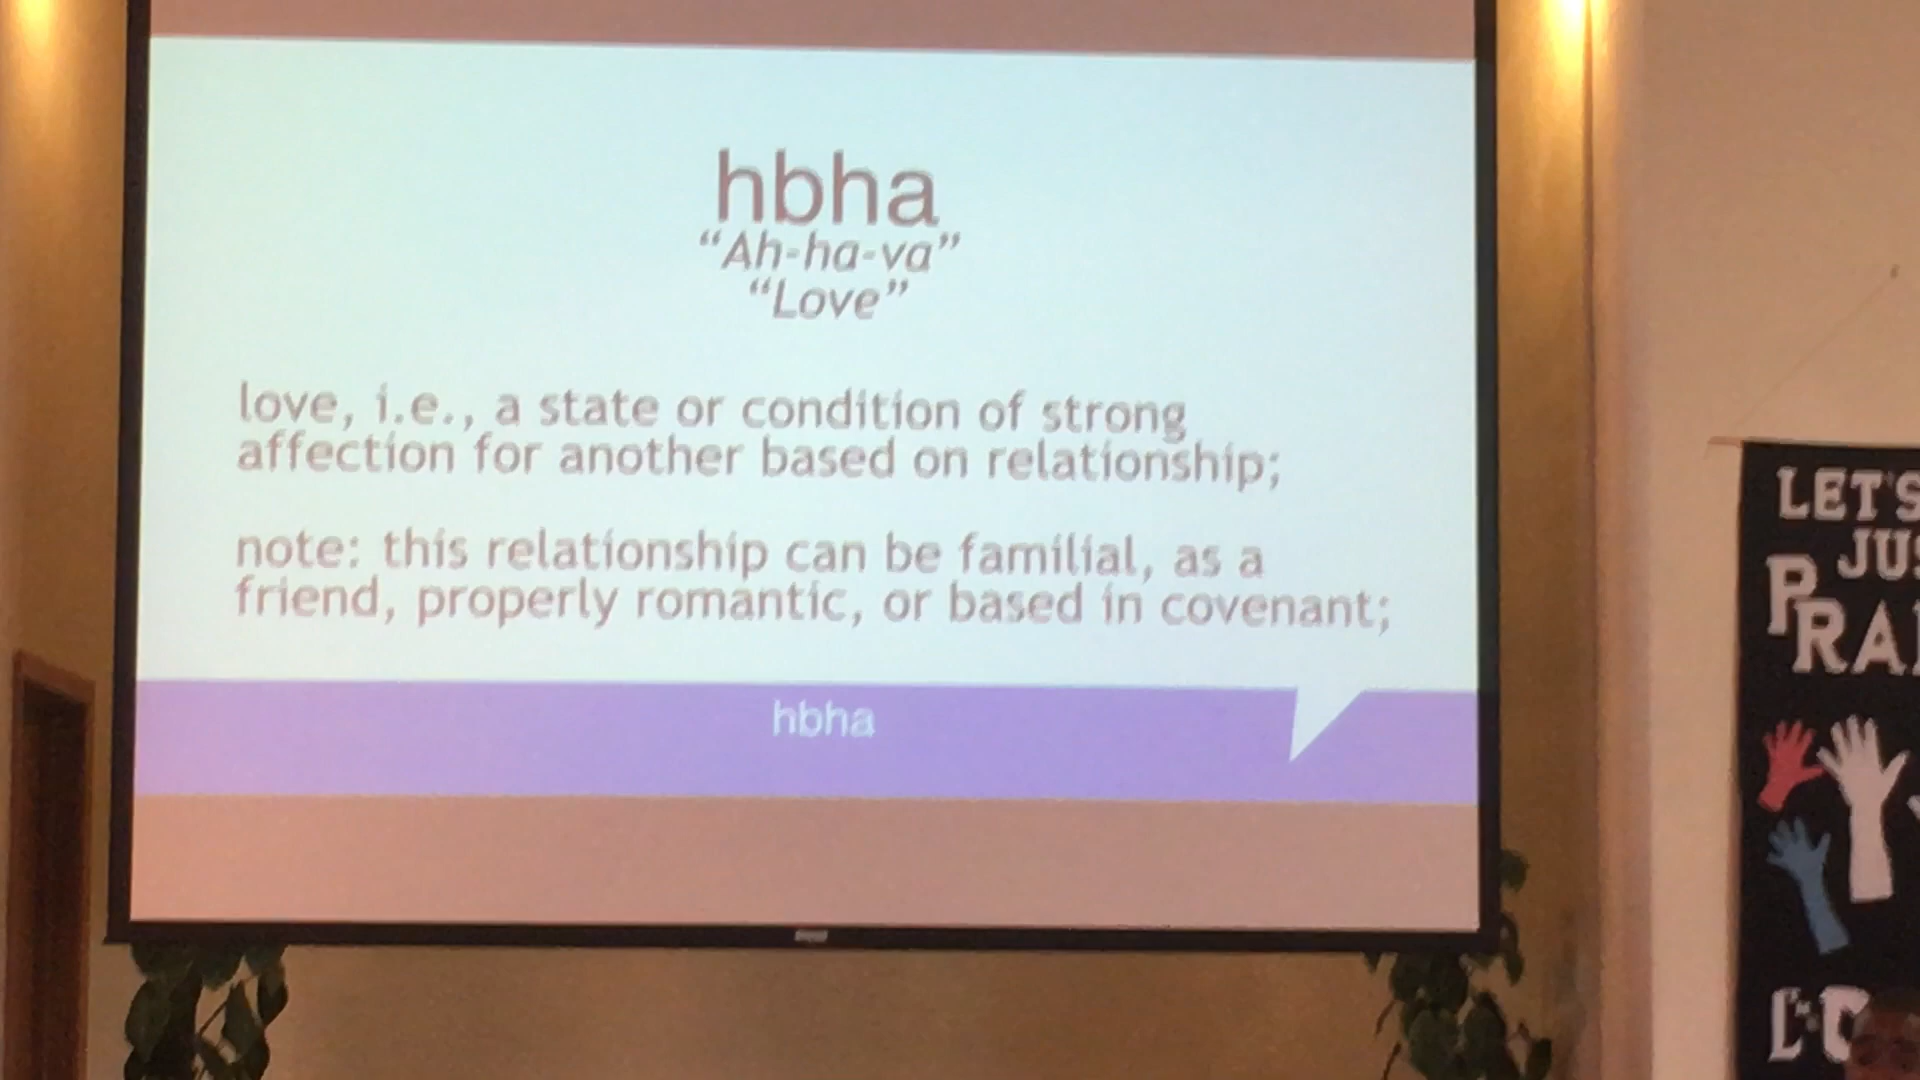 hbha
“Ah-ha-va”
“Love”
love, i.e., a state or condition of strong
affection for another based on relationship;
note: this relationship can be familial, as a
friend, properly romantic, or based in covenant;
hbha
LET'S
JUS
PRAI